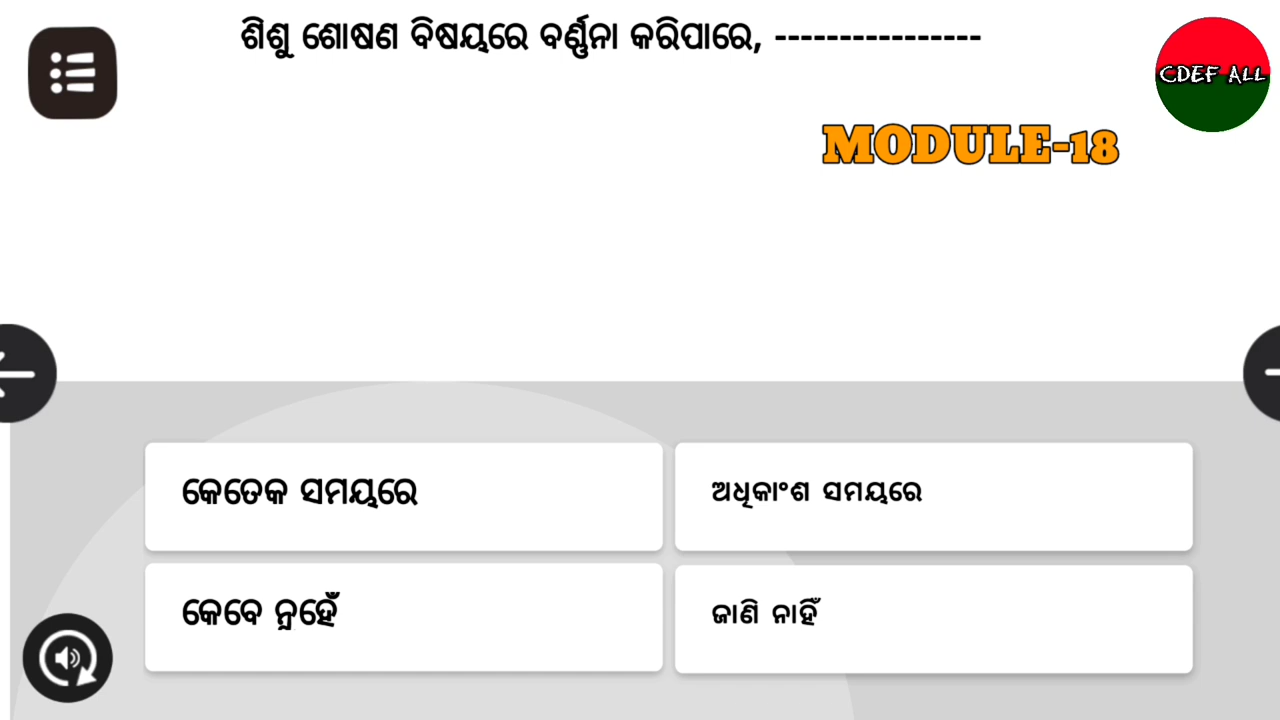 ଶିଶୁ ଶୋଷଣ ବିଷୟରେ ବର୍ଣ୍ଣନା କରିପାରେ, ----------------
CDEF ALL
MODULE-18
କେତେକ ସମୟରେ
ଅଧିକାଂଶ ସମୟରେ
କେବେ ନୁହେଁ
ଜାଣି ନାହିଁ